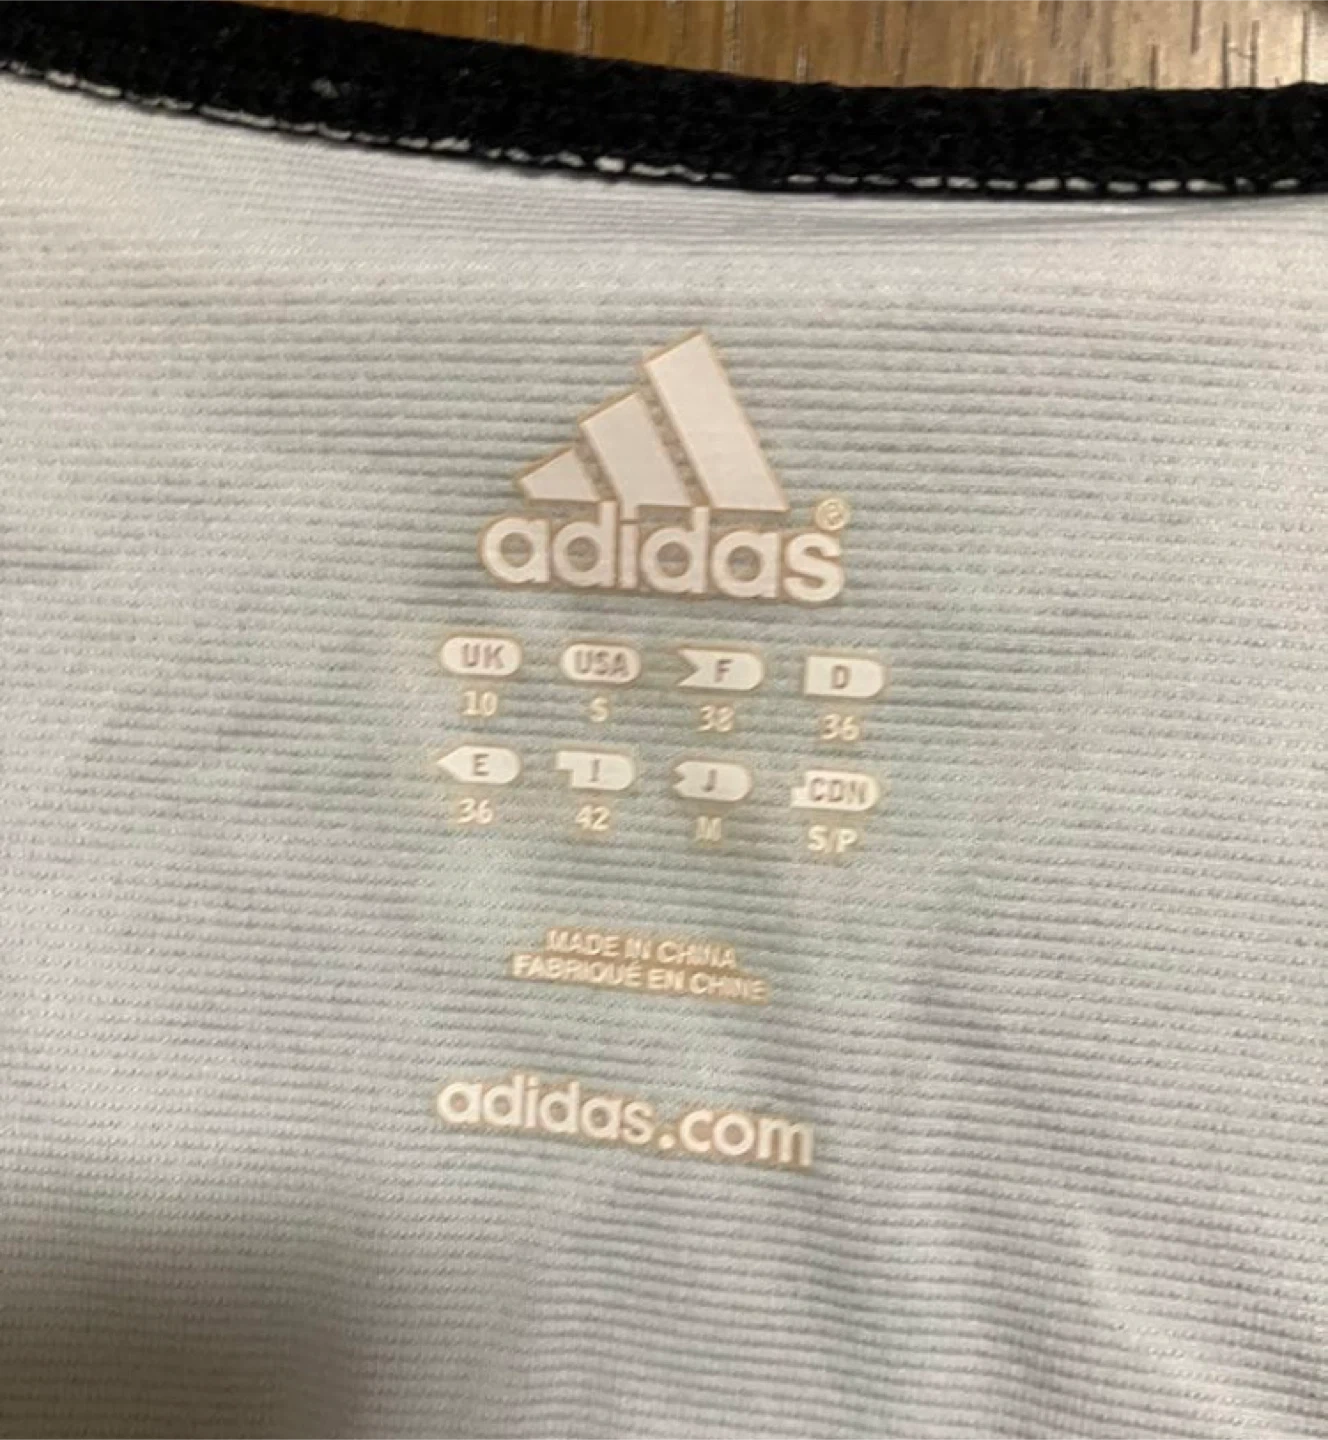 adidas®
UK USA F D
10 S 38 36
E I J CDN
36 42 M S/P
MADE IN CHINA
FABRIQUÉ EN CHINE
adidas.com